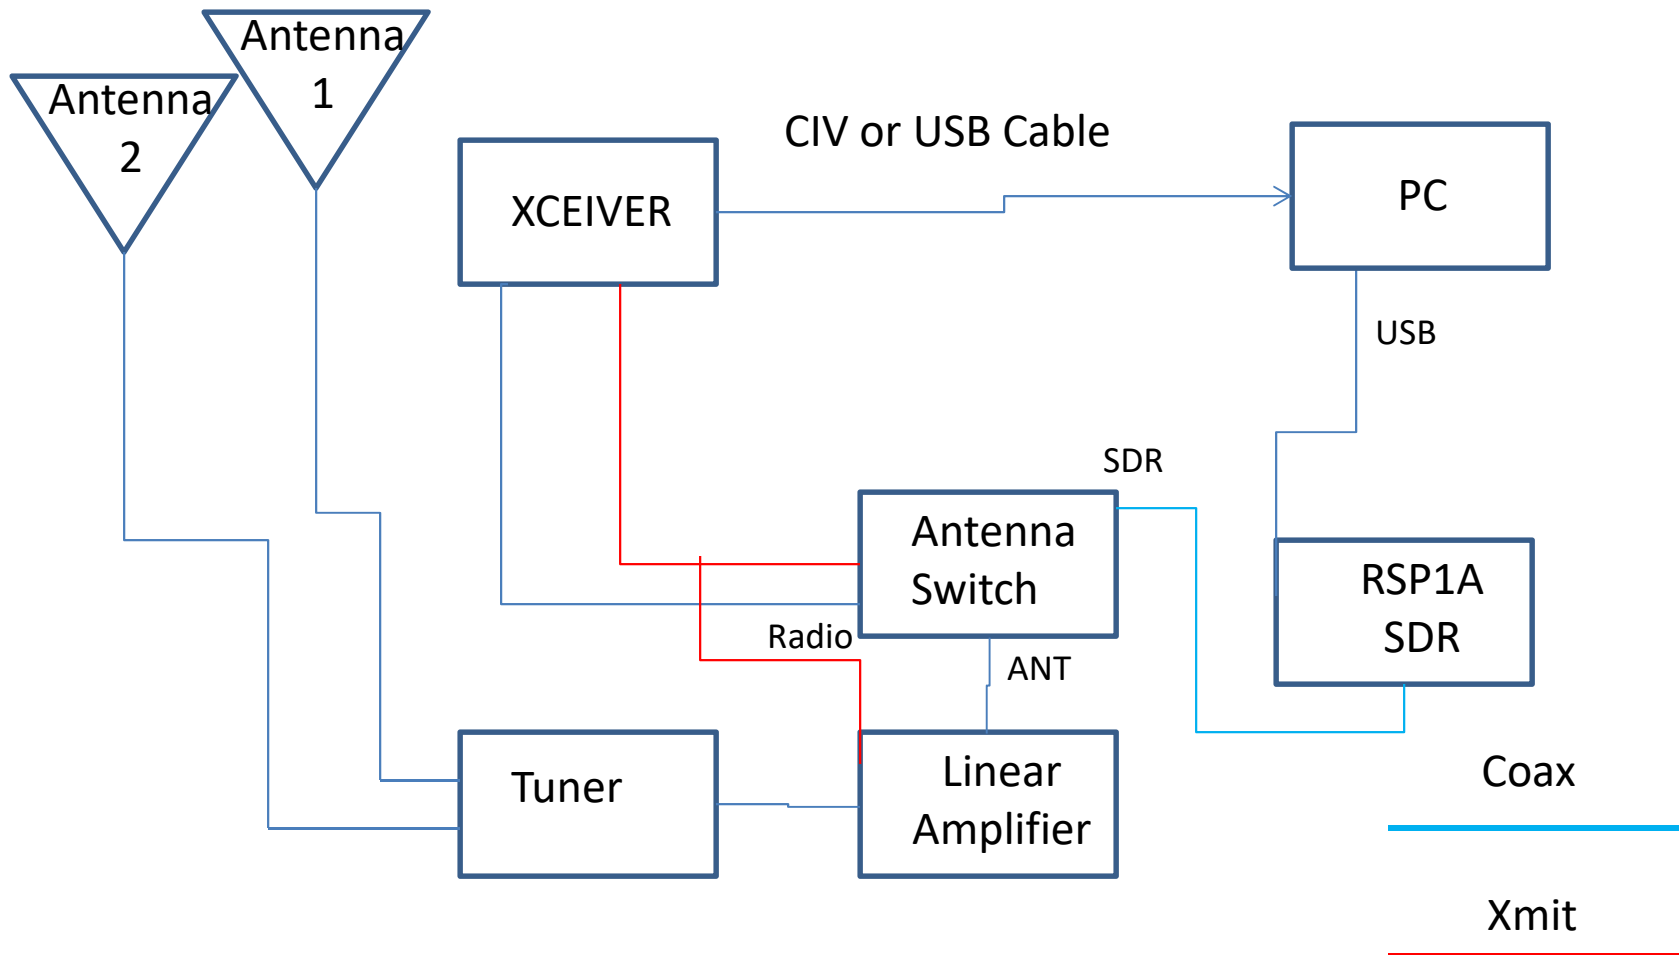 Antenna
1
Antenna
2
CIV or USB Cable
XCEIVER
PC
USB
SDR
Antenna
Switch
RSP1A
SDR
Radio
ANT
Tuner
Linear
Amplifier
Coax
Xmit